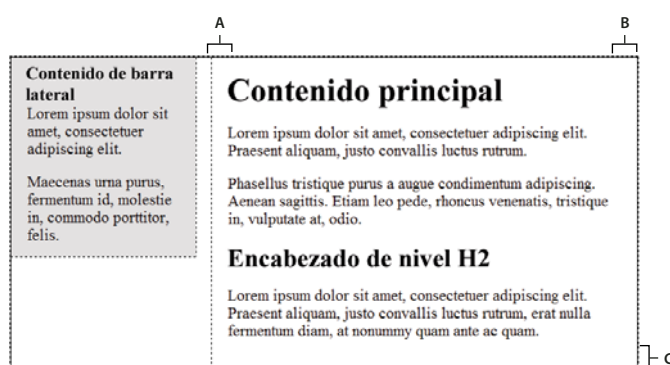 A
B
Contenido de barra
lateral
Lorem ipsum dolor sit
amet, consectetuer
adipiscing elit.
Maecenas urna purus,
fermentum id, molestie
in, commodo porttitor,
felis.
Contenido principal
Lorem ipsum dolor sit amet, consectetuer adipiscing elit.
Praesent aliquam, justo convallis luctus rutrum.
Phasellus tristique purus a augue condimentum adipiscing.
Aenean sagittis. Etiam leo pede, rhoncus venenatis, tristique
in, vulputate at, odio.
Encabezado de nivel H2
Lorem ipsum dolor sit amet, consectetuer adipiscing elit.
Praesent aliquam, justo convallis luctus rutrum, erat nulla
fermentum diam, at nonummy quam ante ac quam.
C